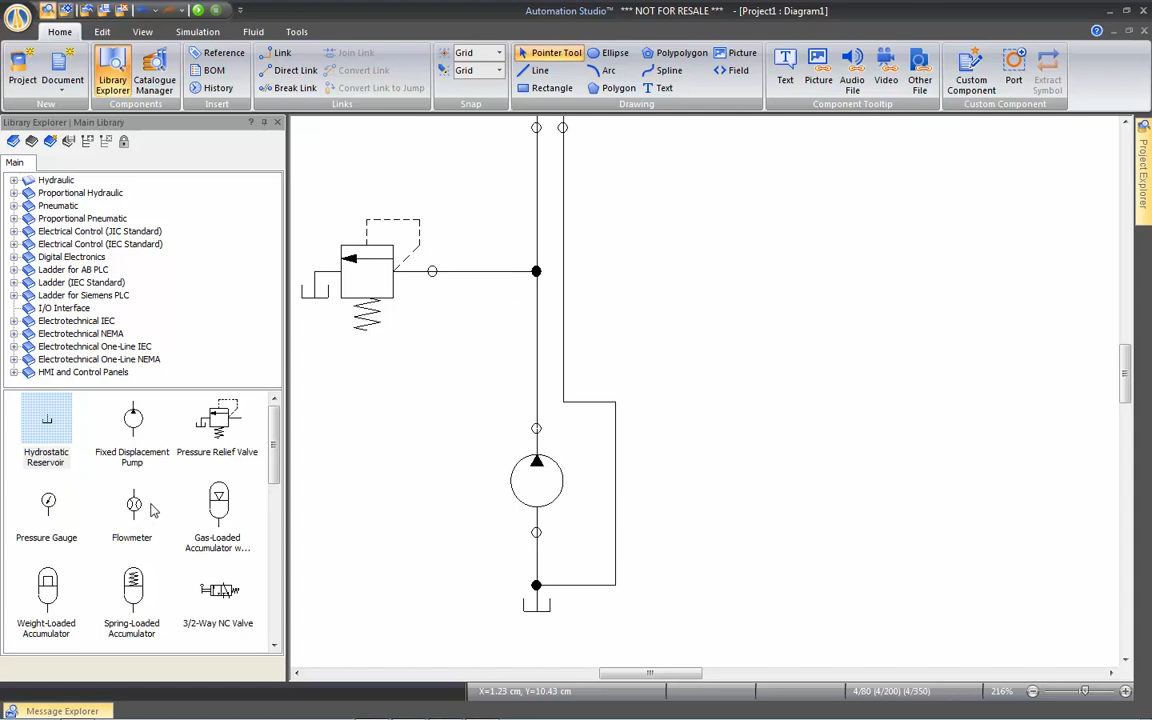 Automation Studio™   *** NOT FOR RESALE ***   - [Project1 : Diagram1]
Home Edit View Simulation Fluid Tools
Project
Document
New
Library Explorer
Catalogue Manager
Components
Reference
BOM
History
Insert
Link
Direct Link
Break Link
Join Link
Convert Link
Convert Link to Jump
Links
Grid
Grid
Snap
Pointer Tool
Line
Rectangle
Ellipse
Arc
Polygon
Polypolygon
Spline
Text
Picture
Field
Drawing
Text
Picture
Audio File
Video
Other File
Component Tooltip
Custom Component
Port
Extract Symbol
Custom Component
Library Explorer | Main Library
Main
Hydraulic
Proportional Hydraulic
Pneumatic
Proportional Pneumatic
Electrical Control (JIC Standard)
Electrical Control (IEC Standard)
Digital Electronics
Ladder for AB PLC
Ladder (IEC Standard)
Ladder for Siemens PLC
I/O Interface
Electrotechnical IEC
Electrotechnical NEMA
Electrotechnical One-Line IEC
Electrotechnical One-Line NEMA
HMI and Control Panels
Hydrostatic Reservoir
Fixed Displacement Pump
Pressure Relief Valve
Pressure Gauge
Flowmeter
Gas-Loaded Accumulator w...
Weight-Loaded Accumulator
Spring-Loaded Accumulator
3/2-Way NC Valve
Project Explorer
X=1.23 cm, Y=10.43 cm
4/80 (4/200) (4/350)
216%
Message Explorer